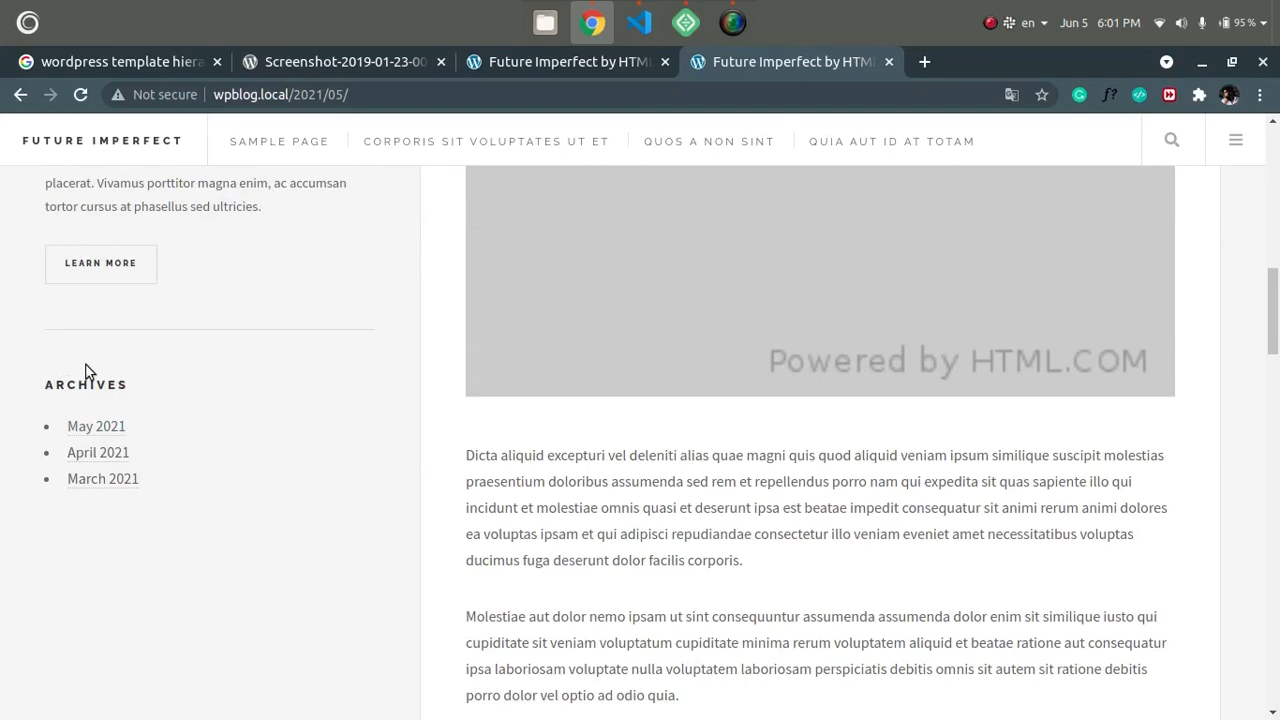 en
Jun 5 6:01 PM
95%
wordpress template hiera
Screenshot-2019-01-23-00
Future Imperfect by HTM
Future Imperfect by HTM
Not secure
wpblog.local/2021/05/
f?
FUTURE IMPERFECT
SAMPLE PAGE
CORPORIS SIT VOLUPTATES UT ET
QUOS A NON SINT
QUIA AUT ID AT TOTAM
placerat. Vivamus porttitor magna enim, ac accumsan
tortor cursus at phasellus sed ultricies.
LEARN MORE
ARCHIVES
May 2021
April 2021
March 2021
Powered by HTML.COM
Dicta aliquid excepturi vel deleniti alias quae magni quis quod aliquid veniam ipsum similique suscipit molestias
praesentium doloribus assumenda sed rem et repellendus porro nam qui expedita sit quas sapiente illo qui
incidunt et molestiae omnis quasi et deserunt ipsa est beatae impedit consequatur sit animi rerum animi dolores
ea voluptas ipsam et qui adipisci repudiandae consectetur illo veniam eveniet amet necessitatibus voluptas
ducimus fuga deserunt dolor facilis corporis.
Molestiae aut dolor nemo ipsam ut sint consequuntur assumenda assumenda dolor enim sit similique iusto qui
cupiditate sit veniam voluptatum cupiditate minima rerum voluptatem aliquid et beatae ratione aut consequatur
ipsa laboriosam voluptate nulla voluptatem laboriosam perspiciatis debitis omnis sit autem sit ratione debitis
porro dolor vel optio ad odio quia.